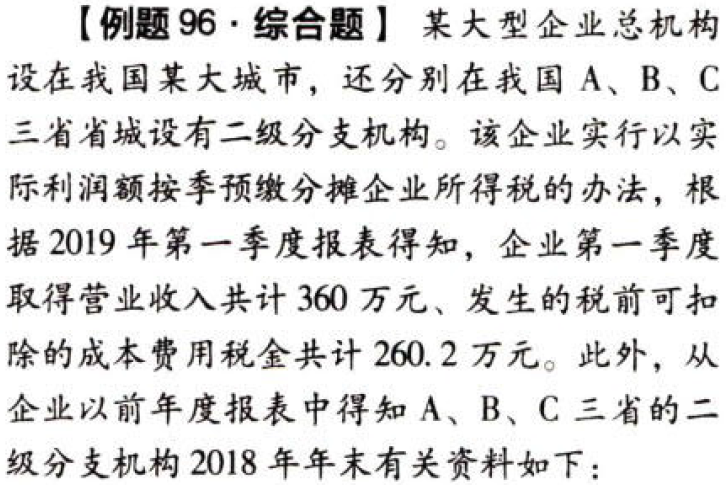 【例题 96·综合题】 某大型企业总机构
设在我国某大城市，还分别在我国 A、B、C
三省省城设有二级分支机构。该企业实行以实
际利润额按季预缴分摊企业所得税的办法，根
据 2019 年第一季度报表得知，企业第一季度
取得营业收入共计 360 万元、发生的税前可扣
除的成本费用税金共计 260.2 万元。此外，从
企业以前年度报表中得知 A、B、C 三省的二
级分支机构 2018 年年末有关资料如下：